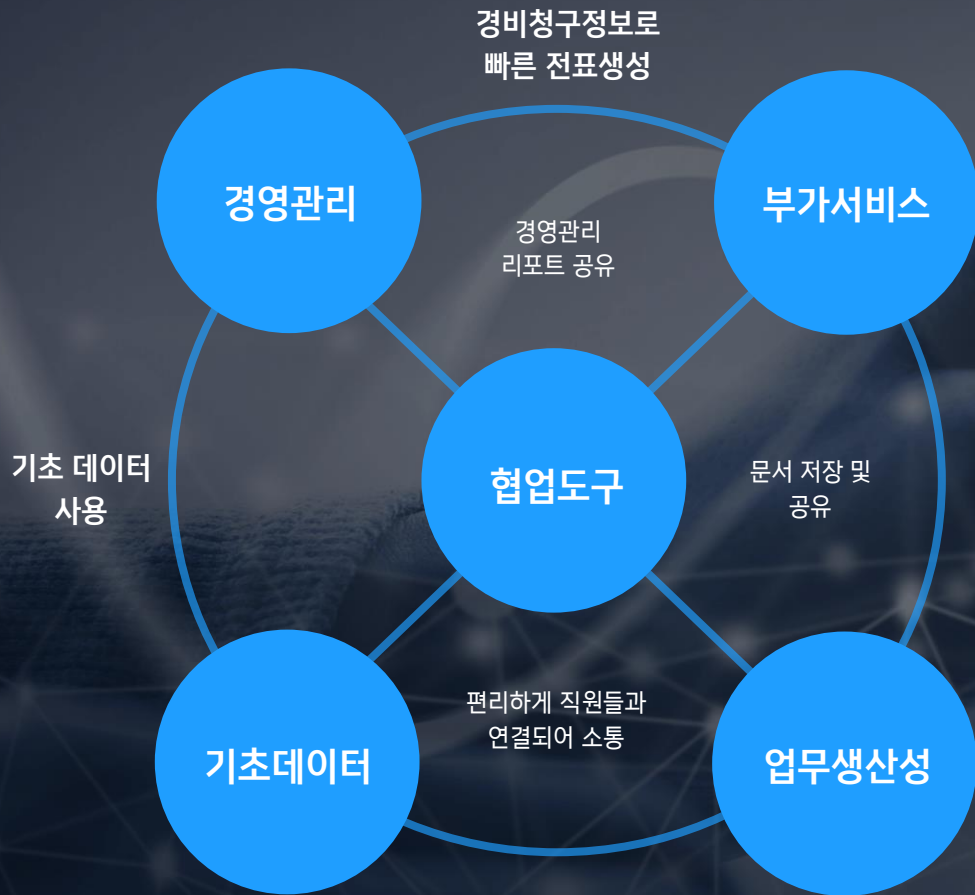 경비청구정보로
빠른 전표생성
경영관리
부가서비스
경영관리
리포트 공유
기초 데이터
사용
협업도구
문서 저장 및
공유
편리하게 직원들과
연결되어 소통
기초데이터
업무생산성